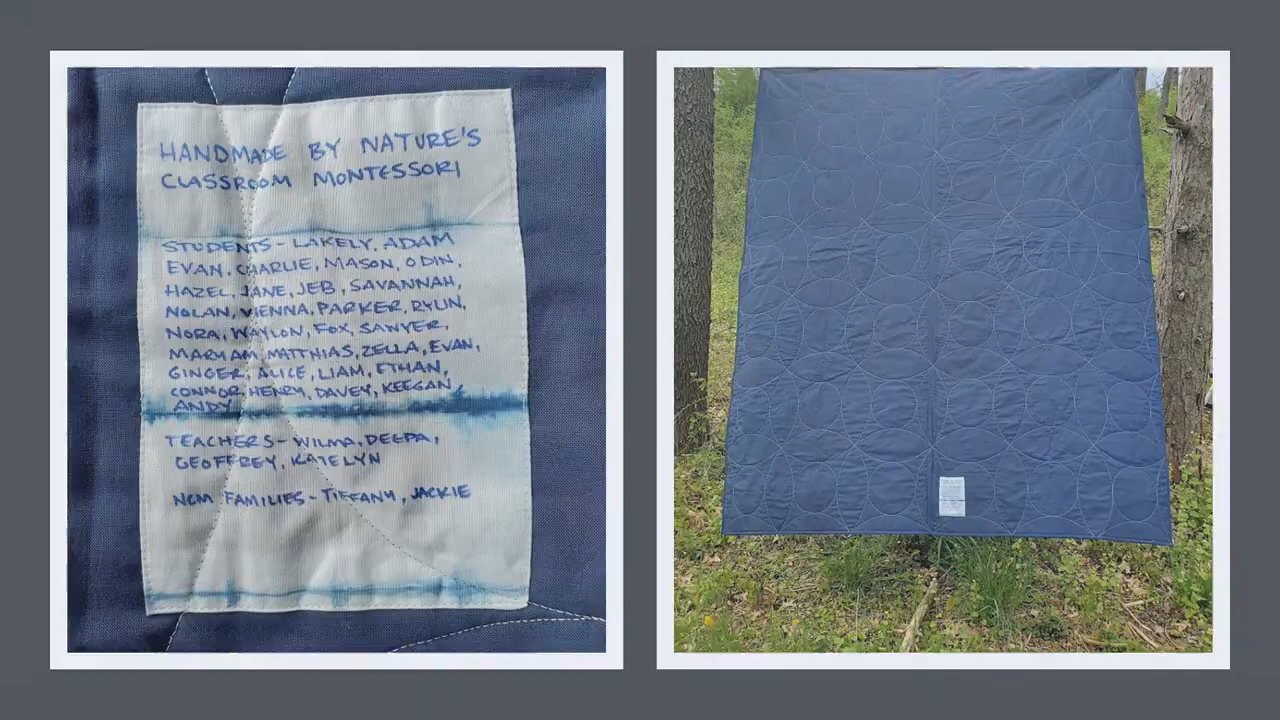 HANDMADE BY NATURE'S
CLASSROOM MONTESSORI
STUDENTS - LAKELY, ADAM
EVAN, CHARLIE, MASON, ODIN,
HAZEL, JANE, JEB, SAVANNAH,
NOLAN, VIENNA, PARKER, RYLIN,
NORA, WAYLON, FOX, SAWYER,
MARYAM, MATTHIAS, ZELLA, EVAN,
GINGER, ALICE, LIAM, ETHAN,
CONNOR, HENRY, DAVEY, KEEGAN
ANDY
TEACHERS - WILMA, DEEPA,
GEOFFREY, KATELYN
NCM FAMILIES - TIFFANY, JACKIE